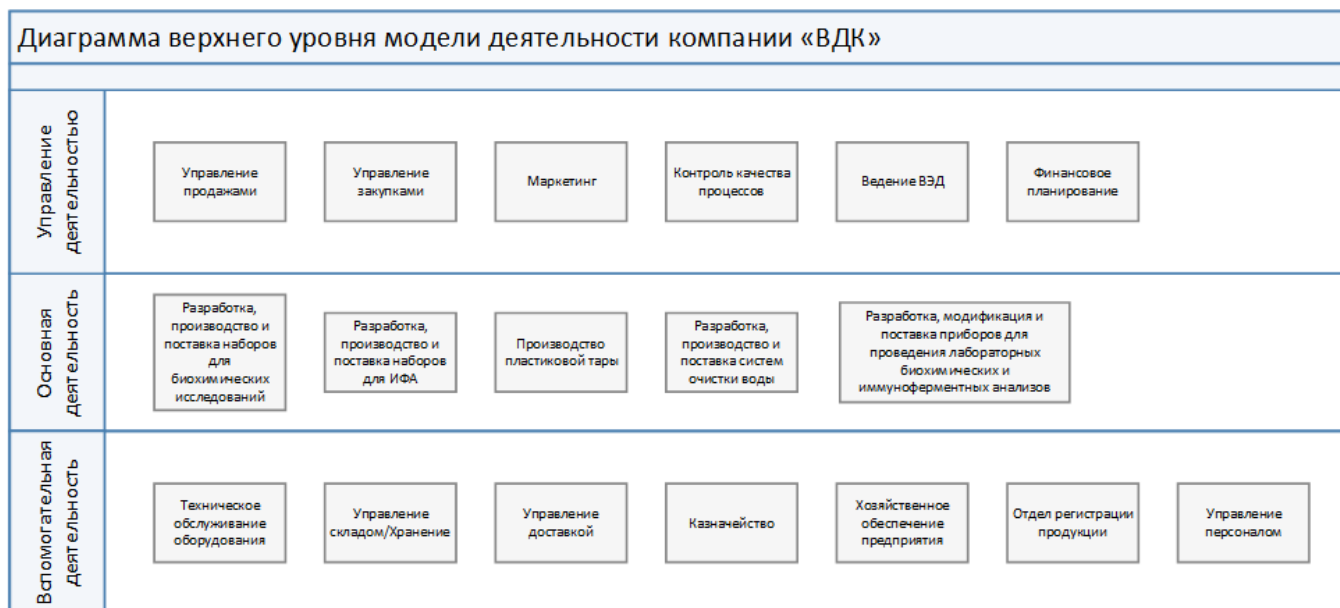 Диаграмма верхнего уровня модели деятельности компании «ВДК»
Управление
деятельностью
Управление
продажами
Управление
закупками
Маркетинг
Контроль качества
процессов
Ведение ВЭД
Финансовое
планирование
Основная
деятельность
Разработка,
производство и
поставка наборов
для
биохимических
исследований
Разработка,
производство и
поставка наборов
для ИФА
Производство
пластиковой тары
Разработка,
производство и
поставка систем
очистки воды
Разработка, модификация и
поставка приборов для
проведения лабораторных
биохимических и
иммуноферментных анализов
Вспомогательная
деятельность
Техническое
обслуживание
оборудования
Управление
складом/Хранение
Управление
доставкой
Казначейство
Хозяйственное
обеспечение
предприятия
Отдел регистрации
продукции
Управление
персоналом